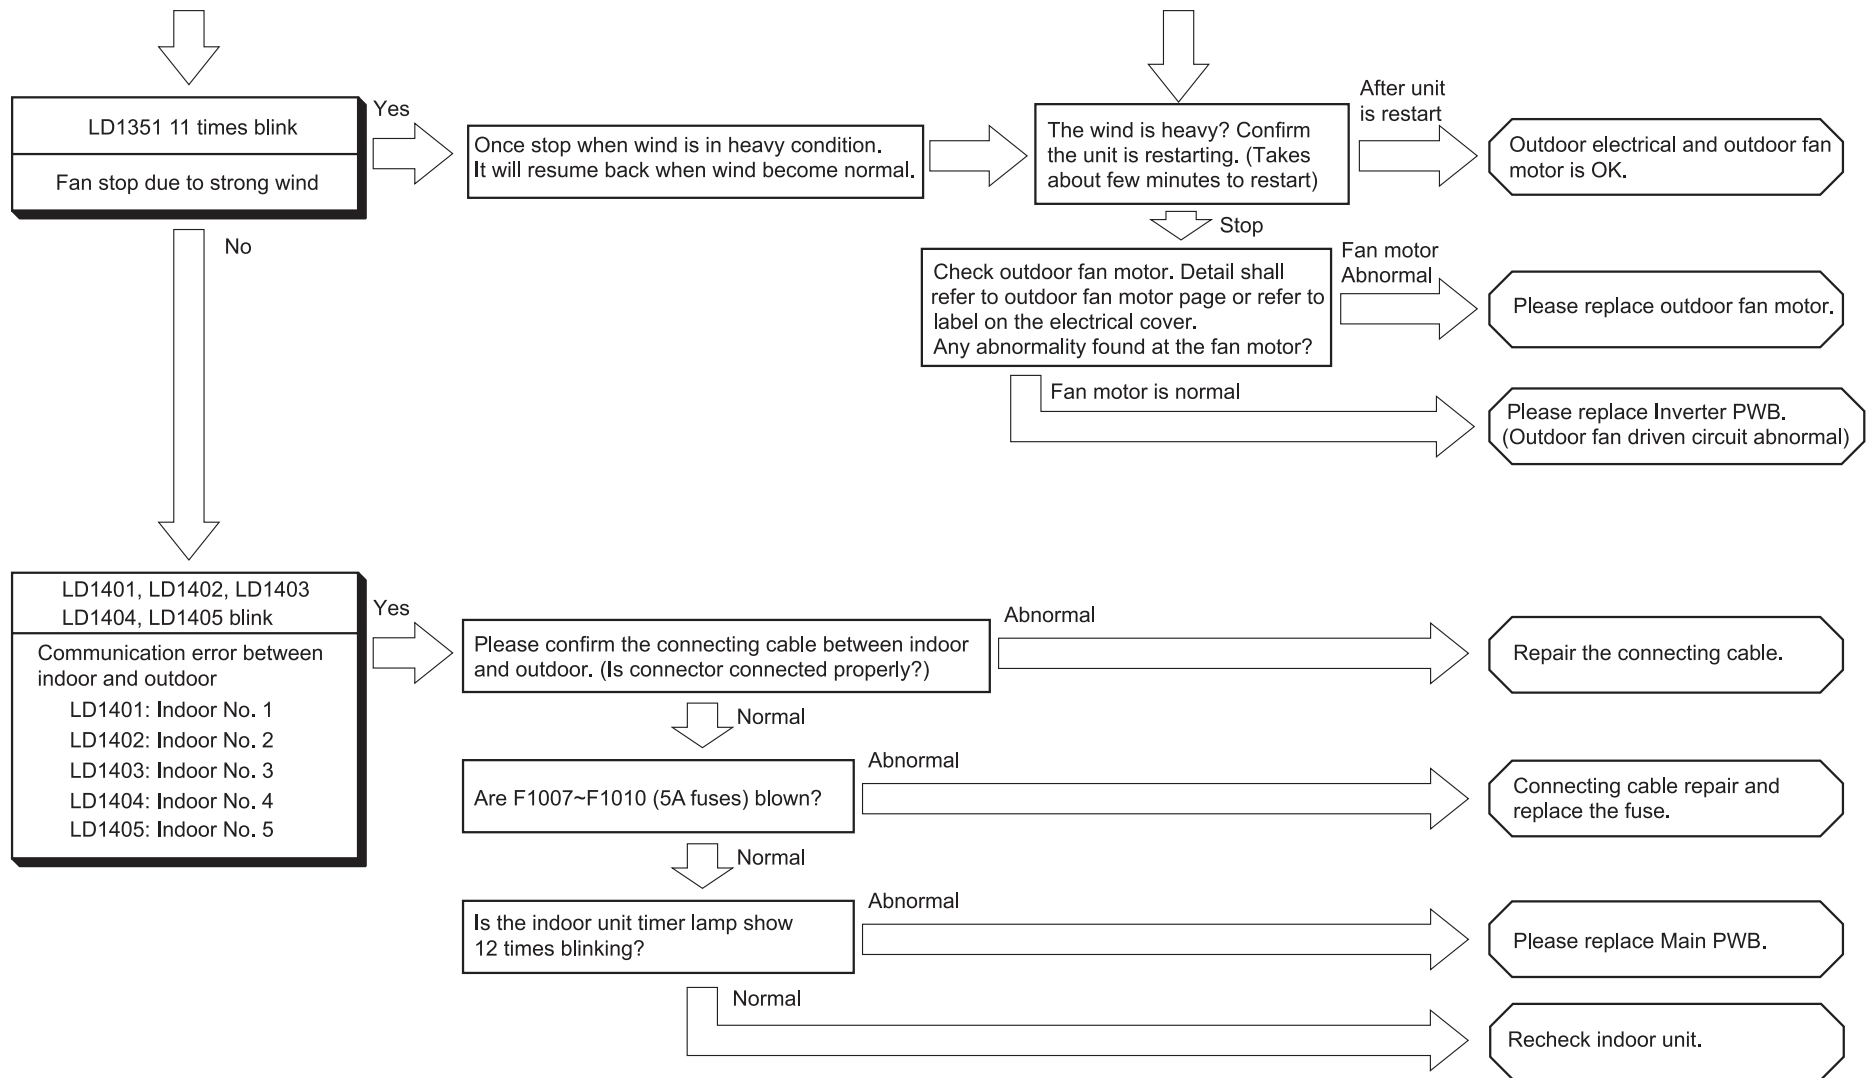 LD1351 11 times blink
Fan stop due to strong wind
Yes
Once stop when wind is in heavy condition.
It will resume back when wind become normal.
The wind is heavy? Confirm
the unit is restarting. (Takes
about few minutes to restart)
After unit
is restart
Outdoor electrical and outdoor fan
motor is OK.
Stop
Check outdoor fan motor. Detail shall
refer to outdoor fan motor page or refer to
label on the electrical cover.
Any abnormality found at the fan motor?
Fan motor
Abnormal
Please replace outdoor fan motor.
Fan motor is normal
Please replace Inverter PWB.
(Outdoor fan driven circuit abnormal)
No
LD1401, LD1402, LD1403
LD1404, LD1405 blink
Communication error between
indoor and outdoor
LD1401: Indoor No. 1
LD1402: Indoor No. 2
LD1403: Indoor No. 3
LD1404: Indoor No. 4
LD1405: Indoor No. 5
Yes
Please confirm the connecting cable between indoor
and outdoor. (Is connector connected properly?)
Abnormal
Repair the connecting cable.
Normal
Are F1007~F1010 (5A fuses) blown?
Abnormal
Connecting cable repair and
replace the fuse.
Normal
Is the indoor unit timer lamp show
12 times blinking?
Abnormal
Please replace Main PWB.
Normal
Recheck indoor unit.